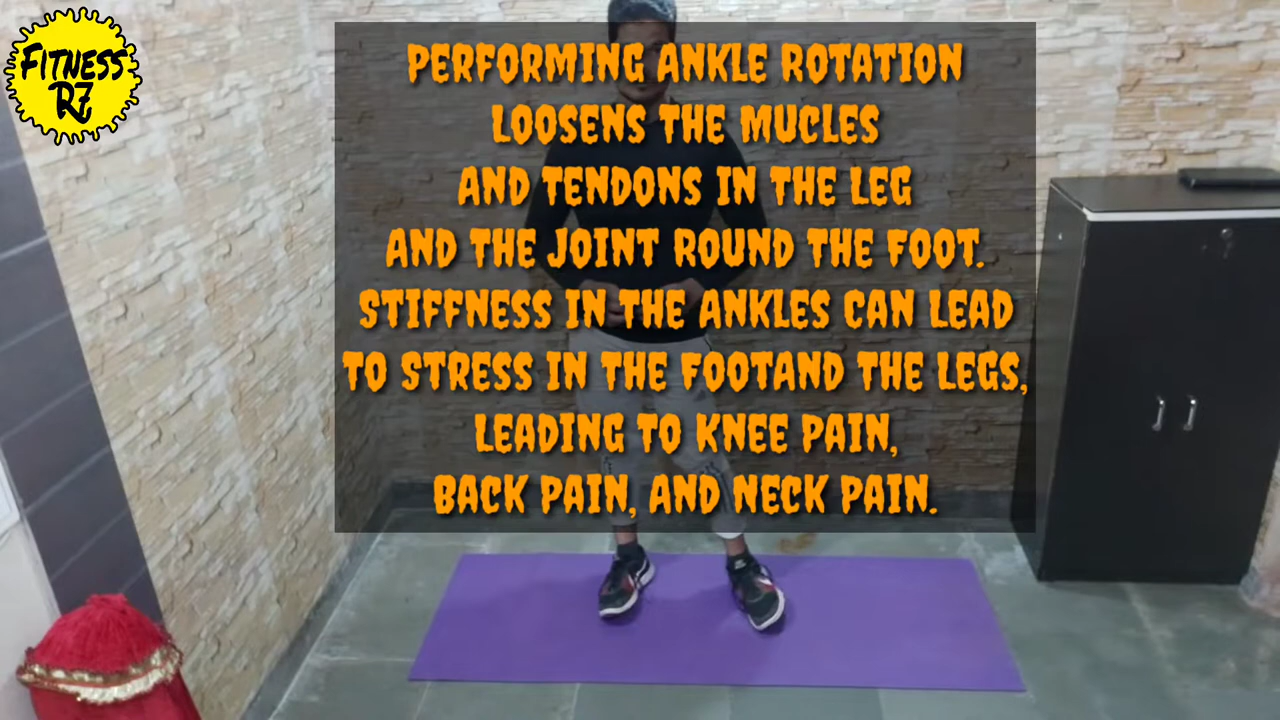 FITNESS
RZ
PERFORMING ANKLE ROTATION
LOOSENS THE MUCLES
AND TENDONS IN THE LEG
AND THE JOINT ROUND THE FOOT.
STIFFNESS IN THE ANKLES CAN LEAD
TO STRESS IN THE FOOTAND THE LEGS,
LEADING TO KNEE PAIN,
BACK PAIN, AND NECK PAIN.